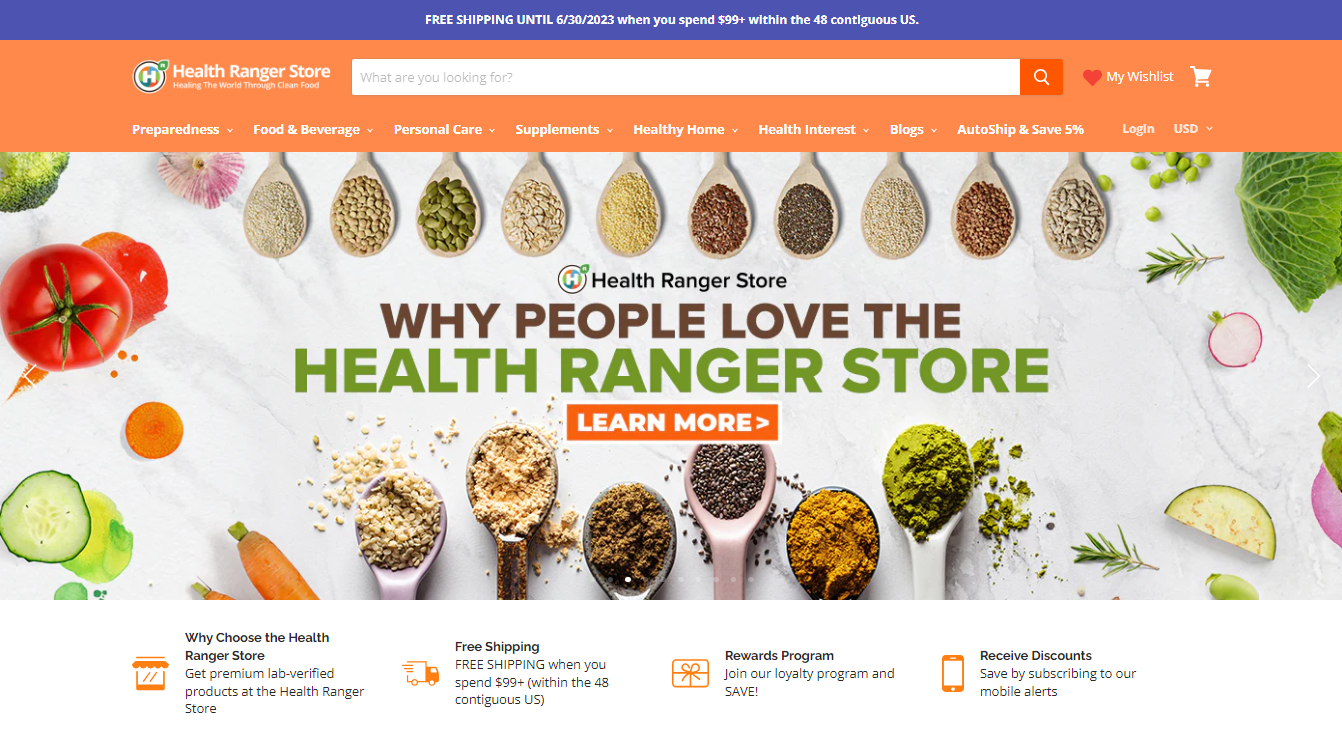 FREE SHIPPING UNTIL 6/30/2023 when you spend $99+ within the 48 contiguous US.
Health Ranger Store
Healing The World Through Clean Food
What are you looking for?
My Wishlist
Preparedness Food & Beverage Personal Care Supplements Healthy Home Health Interest Blogs AutoShip & Save 5% Login USD
Health Ranger Store
WHY PEOPLE LOVE THE
HEALTH RANGER STORE
LEARN MORE >
Why Choose the Health
Ranger Store
Get premium lab-verified
products at the Health Ranger
Store
Free Shipping
FREE SHIPPING when you
spend $99+ (within the 48
contiguous US)
Rewards Program
Join our loyalty program and
SAVE!
Receive Discounts
Save by subscribing to our
mobile alerts